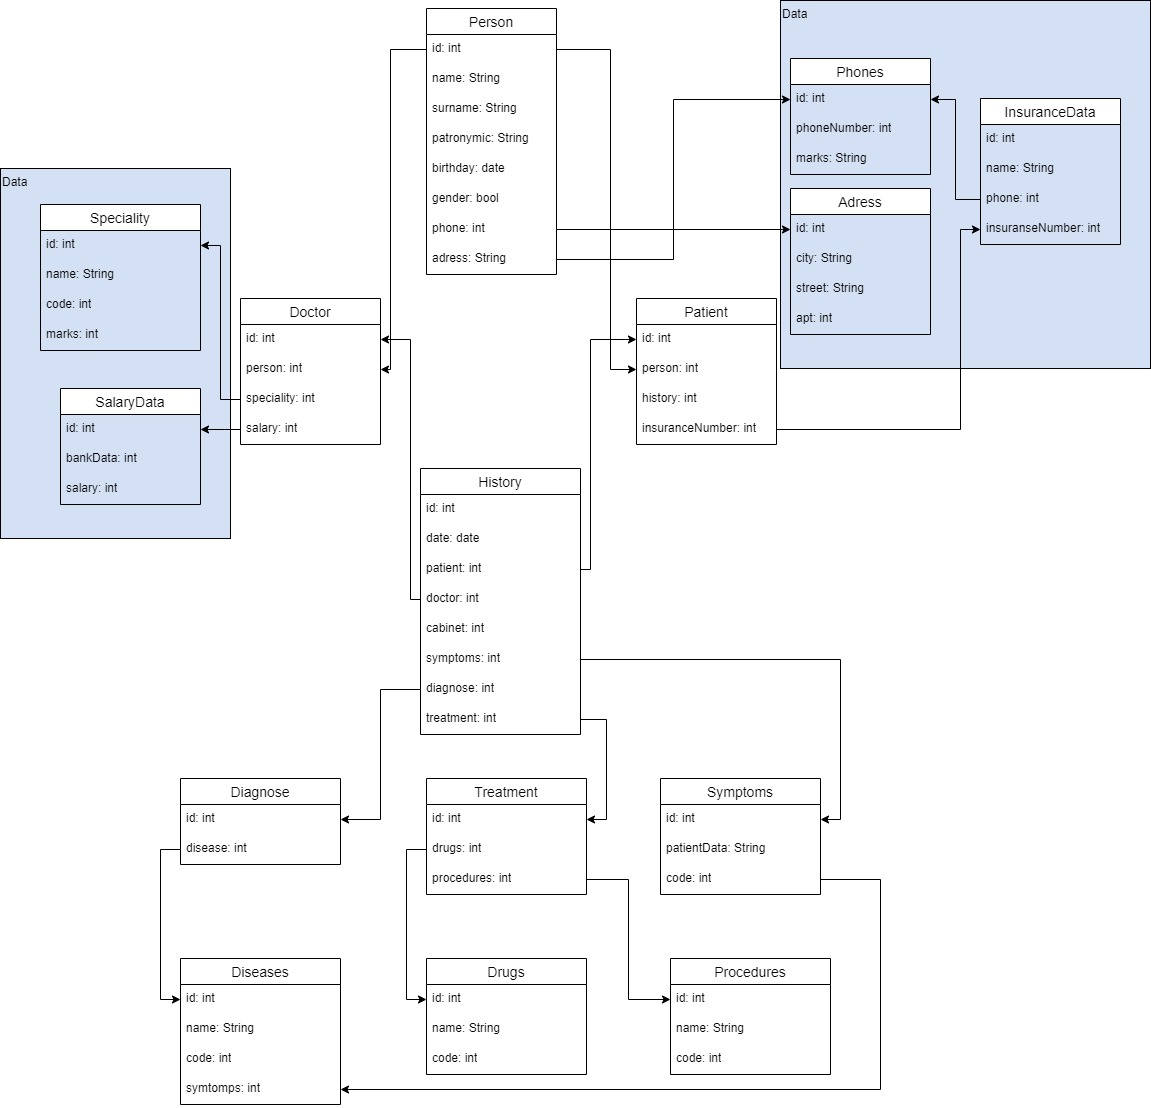 Person
id: int
name: String
surname: String
patronymic: String
birthday: date
gender: bool
phone: int
adress: String
Data
Phones
id: int
phoneNumber: int
marks: String
InsuranceData
id: int
name: String
phone: int
insuranseNumber: int
Adress
id: int
city: String
street: String
apt: int
Data
Speciality
id: int
name: String
code: int
marks: int
SalaryData
id: int
bankData: int
salary: int
Doctor
id: int
person: int
speciality: int
salary: int
Patient
id: int
person: int
history: int
insuranceNumber: int
History
id: int
date: date
patient: int
doctor: int
cabinet: int
symptoms: int
diagnose: int
treatment: int
Diagnose
id: int
disease: int
Treatment
id: int
drugs: int
procedures: int
Symptoms
id: int
patientData: String
code: int
Diseases
id: int
name: String
code: int
symtomps: int
Drugs
id: int
name: String
code: int
Procedures
id: int
name: String
code: int